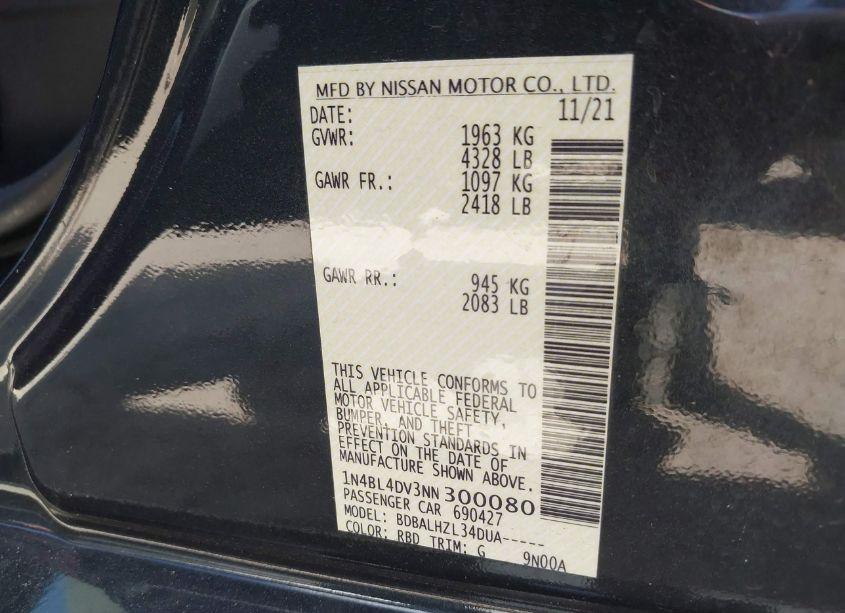 MFD BY NISSAN MOTOR CO., LTD.
DATE: 11/21
GVWR: 1963 KG
4328 LB
GAWR FR.: 1097 KG
2418 LB
GAWR RR.: 945 KG
2083 LB
THIS VEHICLE CONFORMS TO
ALL APPLICABLE FEDERAL
MOTOR VEHICLE SAFETY,
BUMPER, AND THEFT
PREVENTION STANDARDS IN
EFFECT ON THE DATE OF
MANUFACTURE SHOWN ABOVE.
1N4BL4DV3NN300080
PASSENGER CAR 690427
MODEL: BDBALHZL34DUA-----
COLOR: RBD TRIM: G 9N00A